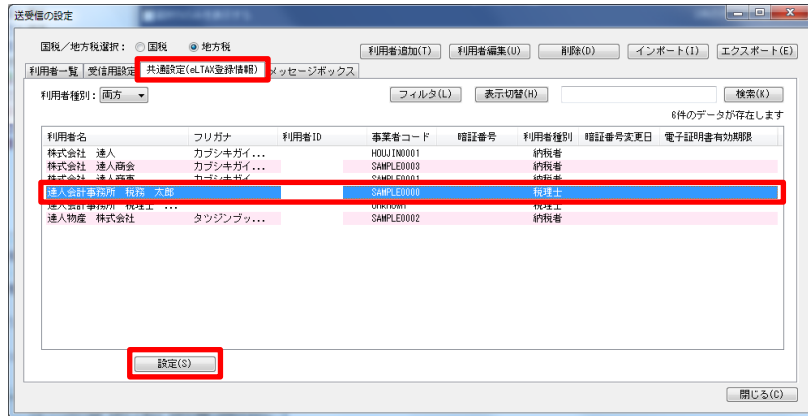 送受信の設定
国税／地方税選択： 国税 地方税 利用者追加(T) 利用者編集(U) 削除(D) インポート(I) エクスポート(E)
利用者一覧 受信用設定 共通設定(eLTAX登録情報) メッセージボックス
利用者種別： 両方 フィルタ(L) 表示切替(H) 検索(K)
6件のデータが存在します
利用者名 フリガナ 利用者ID 事業者コード 暗証番号 利用者種別 暗証番号変更日 電子証明書有効期限
株式会社 達人 カブシキガイ... HOUJIN0001 納税者
株式会社 達人商会 カブシキガイ... SAMPLE0003 納税者
株式会社 達人商事 カブシキガイ... SAMPLE0001 納税者
達人会計事務所 税務 太郎 SAMPLE0000 税理士
達人会計事務所 税理士 ... Unknown 税理士
達人物産 株式会社 タツジンブッ... SAMPLE0002 納税者
設定(S)
閉じる(C)